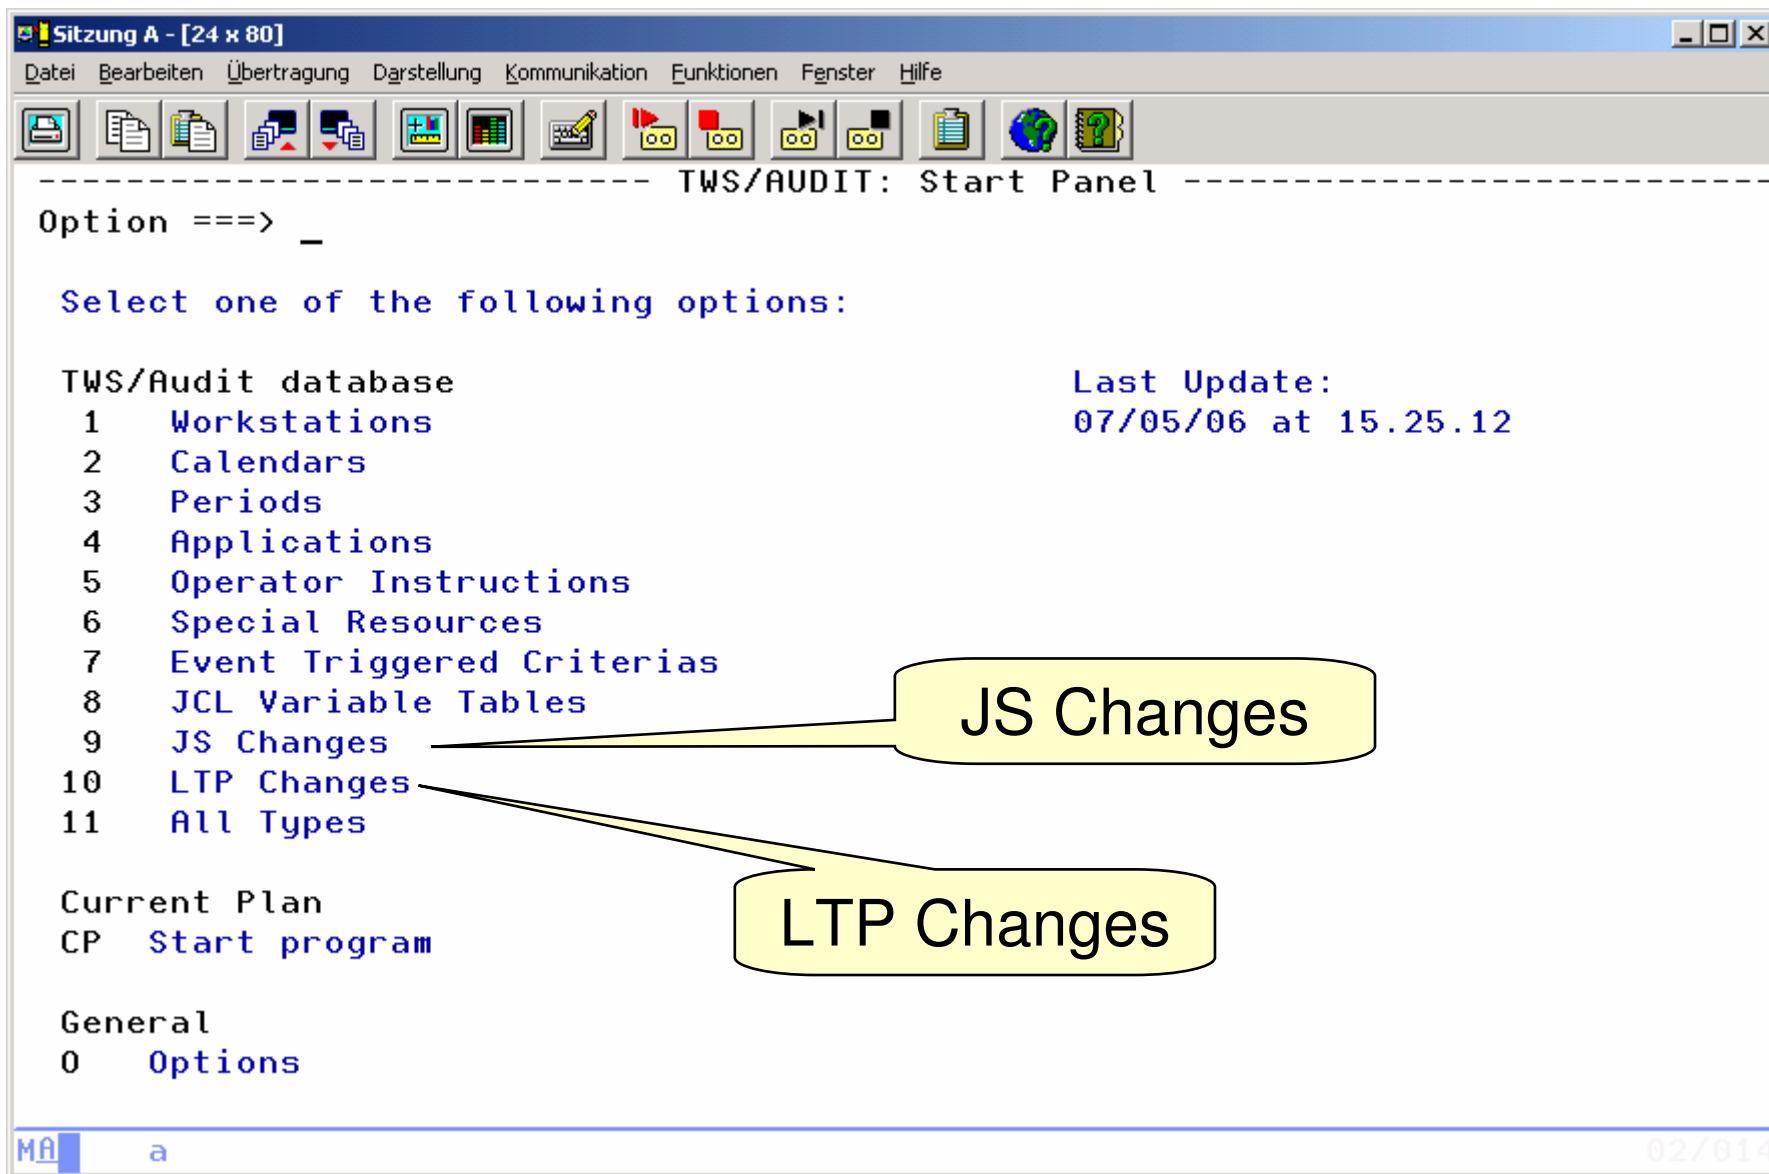 Sitzung A - [24 x 80]
Datei Bearbeiten Übertragung Darstellung Kommunikation Funktionen Fenster Hilfe
----------------------------- TWS/AUDIT: Start Panel ---------------------------
Option ===> _
Select one of the following options:
TWS/Audit database Last Update:
1 Workstations 07/05/06 at 15.25.12
2 Calendars
3 Periods
4 Applications
5 Operator Instructions
6 Special Resources
7 Event Triggered Criterias
8 JCL Variable Tables
JS Changes
9 JS Changes
10 LTP Changes
11 All Types
Current Plan
LTP Changes
CP Start program
General
O Options
MA a 02/014